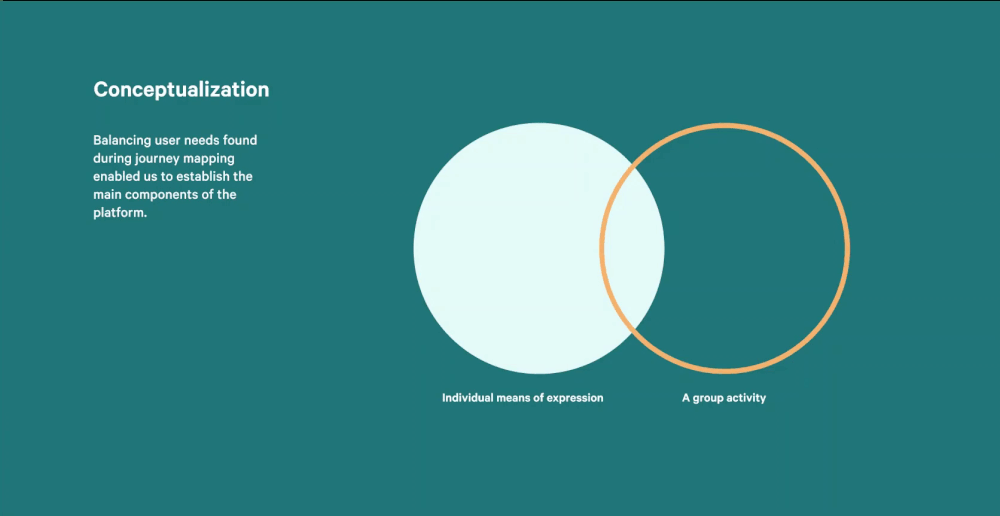 Conceptualization
Balancing user needs found
during journey mapping
enabled us to establish the
main components of the
platform.
Individual means of expression
A group activity